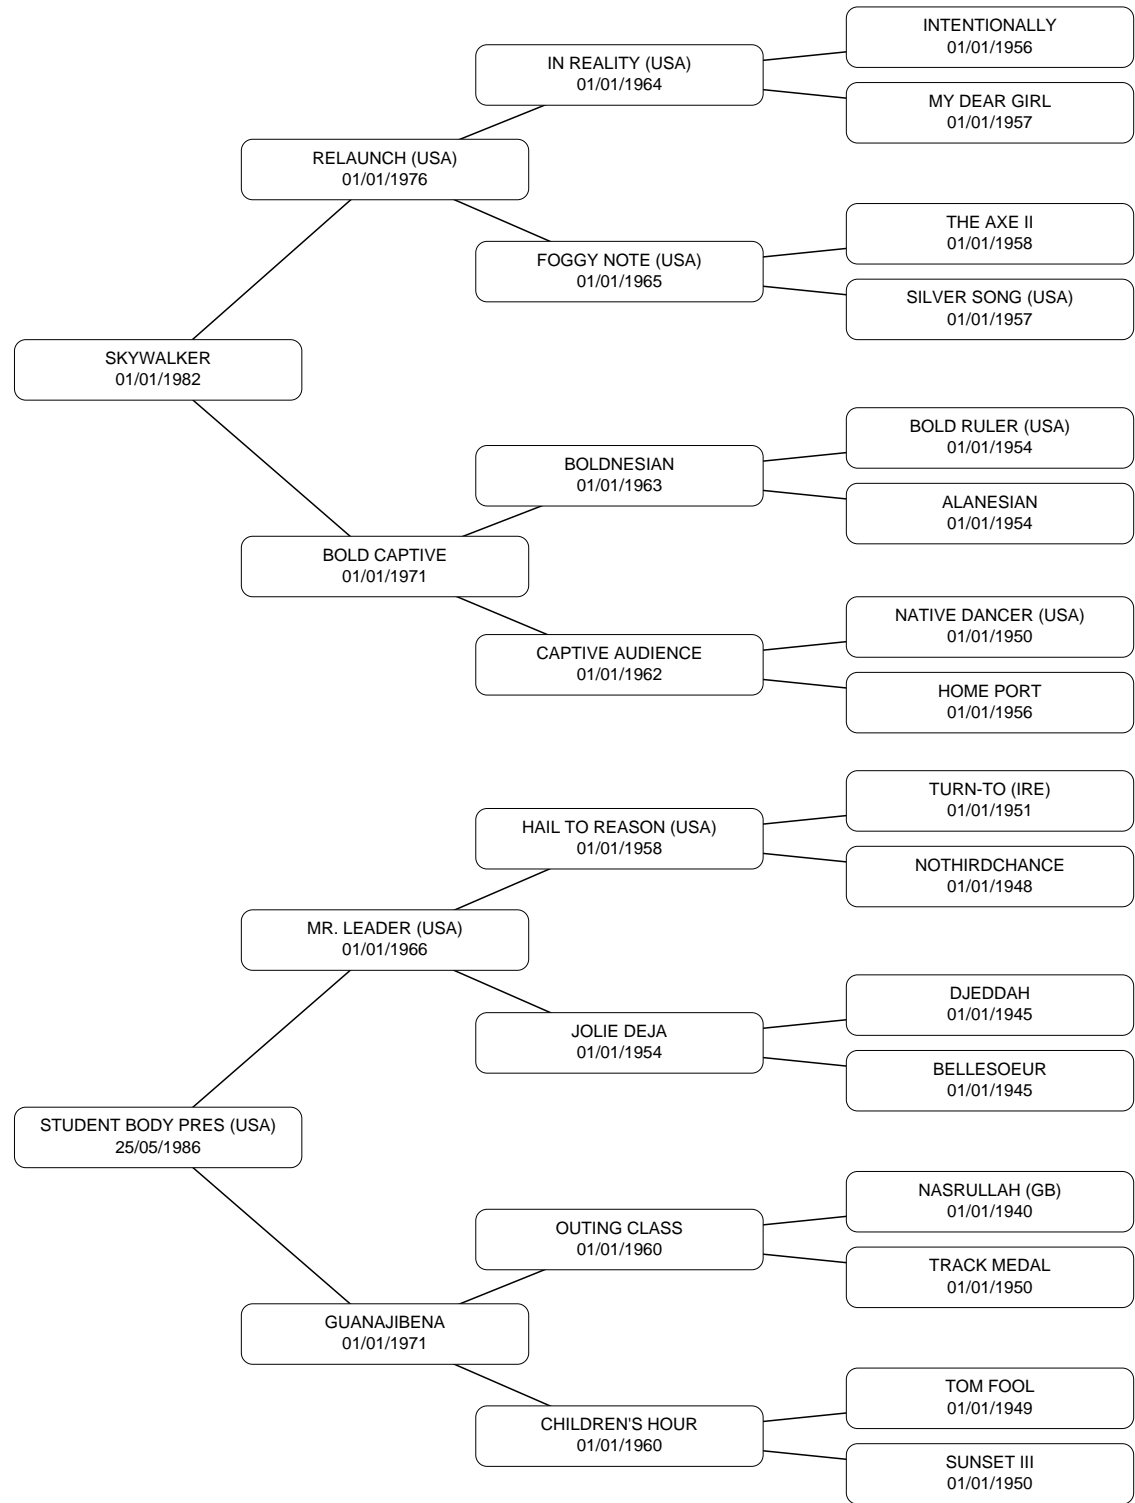 INTENTIONALLY
01/01/1956
IN REALITY (USA)
01/01/1964
MY DEAR GIRL
01/01/1957
RELAUNCH (USA)
01/01/1976
THE AXE II
01/01/1958
FOGGY NOTE (USA)
01/01/1965
SILVER SONG (USA)
01/01/1957
SKYWALKER
01/01/1982
BOLD RULER (USA)
01/01/1954
BOLDNESIAN
01/01/1963
ALANESIAN
01/01/1954
BOLD CAPTIVE
01/01/1971
NATIVE DANCER (USA)
01/01/1950
CAPTIVE AUDIENCE
01/01/1962
HOME PORT
01/01/1956
TURN-TO (IRE)
01/01/1951
HAIL TO REASON (USA)
01/01/1958
NOTHIRDCHANCE
01/01/1948
MR. LEADER (USA)
01/01/1966
DJEDDAH
01/01/1945
JOLIE DEJA
01/01/1954
BELLESOEUR
01/01/1945
STUDENT BODY PRES (USA)
25/05/1986
NASRULLAH (GB)
01/01/1940
OUTING CLASS
01/01/1960
TRACK MEDAL
01/01/1950
GUANAJIBENA
01/01/1971
TOM FOOL
01/01/1949
CHILDREN'S HOUR
01/01/1960
SUNSET III
01/01/1950